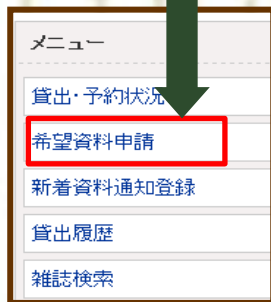 メニュー
貸出・予約状況
希望資料申請
新着資料通知登録
貸出履歴
雑誌検索